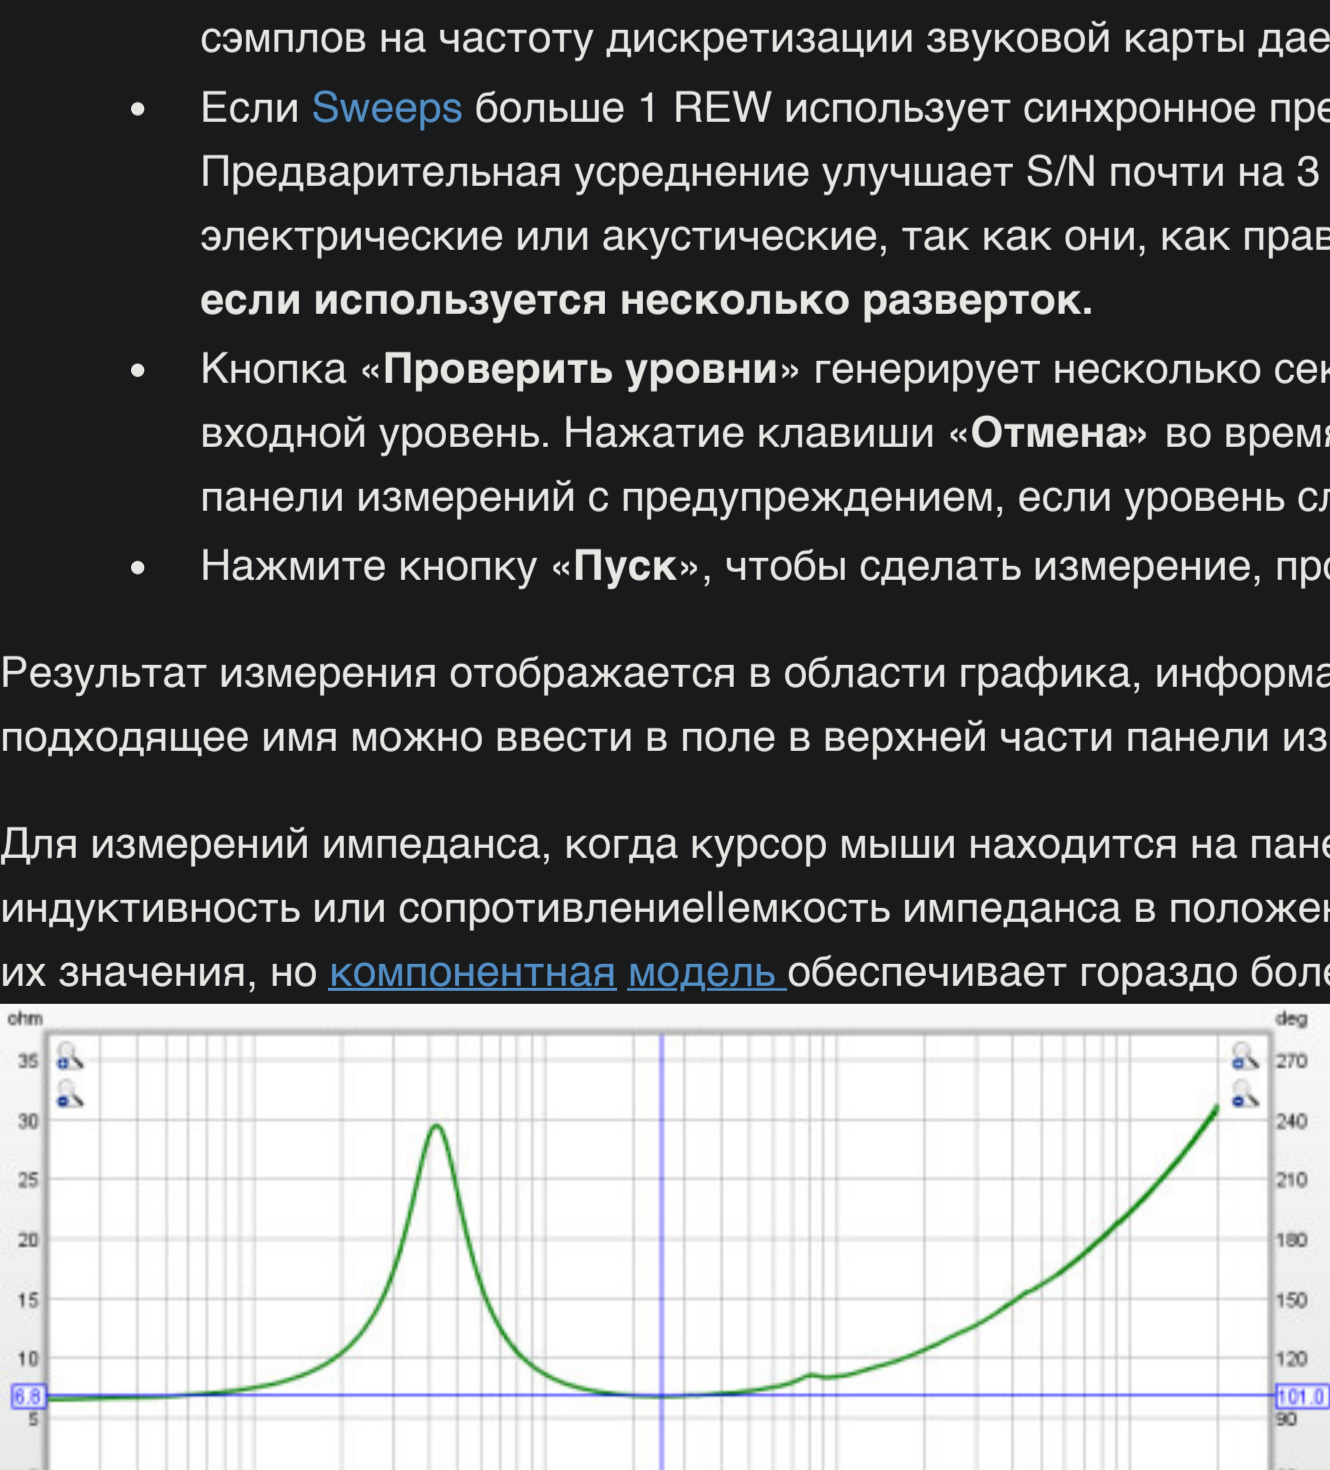 сэмплов на частоту дискретизации звуковой карты дае
• Если Sweeps больше 1 REW использует синхронное пре
Предварительная усреднение улучшает S/N почти на 3
электрические или акустические, так как они, как прав
если используется несколько разверток.
• Кнопка «Проверить уровни» генерирует несколько сек
входной уровень. Нажатие клавиши «Отмена» во время
панели измерений с предупреждением, если уровень сл
• Нажмите кнопку «Пуск», чтобы сделать измерение, про
Результат измерения отображается в области графика, информа
подходящее имя можно ввести в поле в верхней части панели из
Для измерений импеданса, когда курсор мыши находится на пане
индуктивность или сопротивление||емкость импеданса в положен
их значения, но компонентная модель обеспечивает гораздо боле
ohm deg
35 270
30 240
25 210
20 180
15 150
10 120
6.8 101.0
5 90